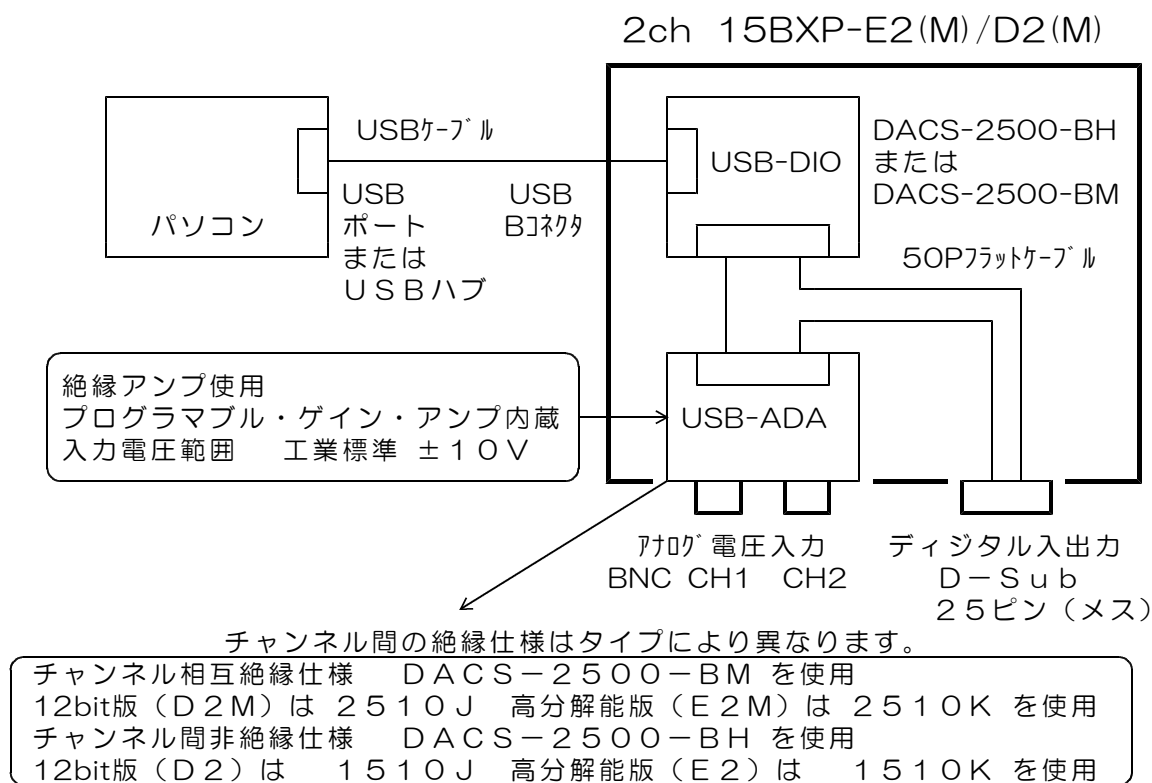 2ch 15BXP-E2(M)/D2(M)
USBｹｰﾌﾞﾙ
USB-DIO
DACS-2500-BH
または
DACS-2500-BM
パソコン
USB
ポート
または
ＵＳＢハブ
USB
Bｺﾈｸﾀ
50Pﾌﾗｯﾄｹｰﾌﾞﾙ
絶縁アンプ使用
プログラマブル・ゲイン・アンプ内蔵
入力電圧範囲　工業標準 ±１０Ｖ
USB-ADA
ｱﾅﾛｸﾞ電圧入力
BNC CH1 CH2
ディジタル入出力
Ｄ－Ｓｕｂ
２５ピン（メス）
チャンネル間の絶縁仕様はタイプにより異なります。
チャンネル相互絶縁仕様　ＤＡＣＳ－２５００－ＢＭ を使用
12bit版（Ｄ２Ｍ）は ２５１０Ｊ 高分解能版（Ｅ２Ｍ）は ２５１０Ｋ を使用
チャンネル間非絶縁仕様　ＤＡＣＳ－２５００－ＢＨ を使用
12bit版（Ｄ２）は　１５１０Ｊ 高分解能版（Ｅ２）は　１５１０Ｋ を使用